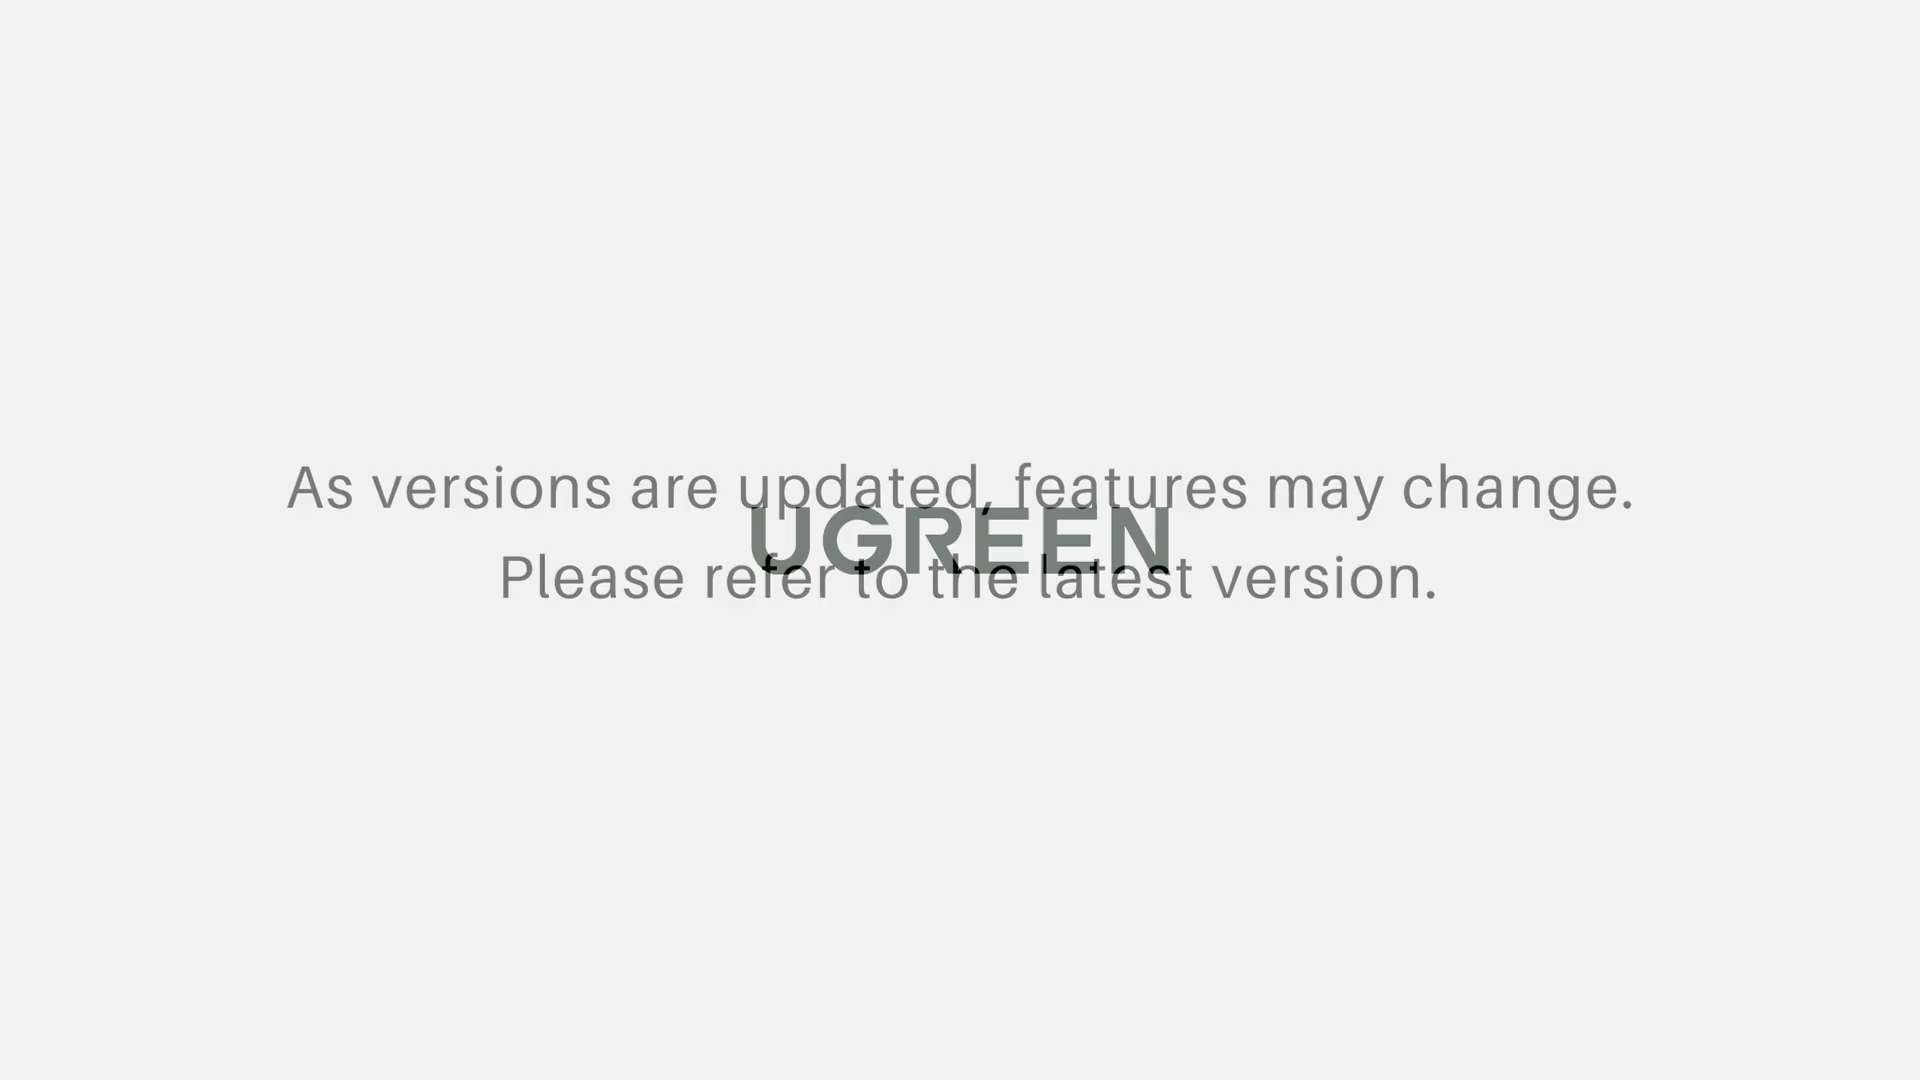 As versions are updated, features may change.
UGREEN
Please refer to the latest version.